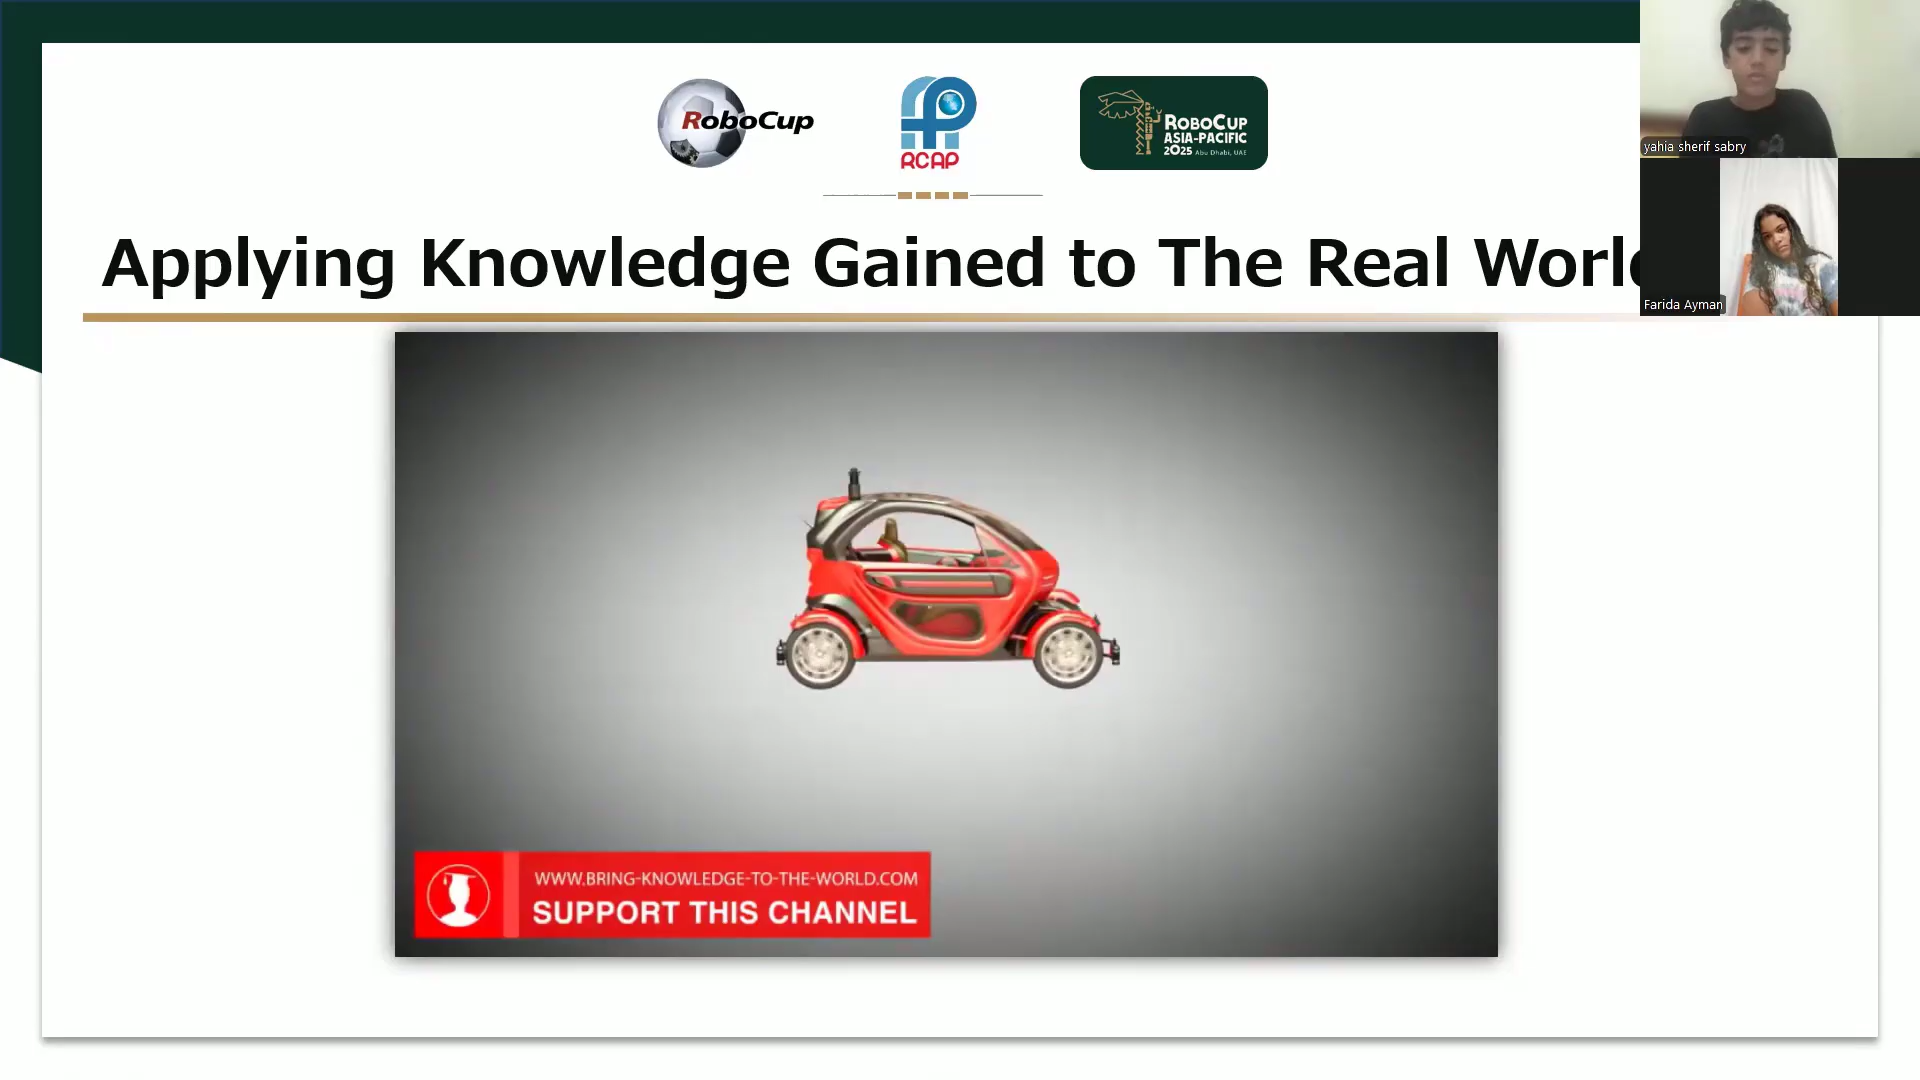 RoboCup
RCAP
ROBOCUP
ASIA-PACIFIC
2025 Abu Dhabi, UAE
yahia sherif sabry
Applying Knowledge Gained to The Real World
Farida Ayman
WWW.BRING-KNOWLEDGE-TO-THE-WORLD.COM
SUPPORT THIS CHANNEL